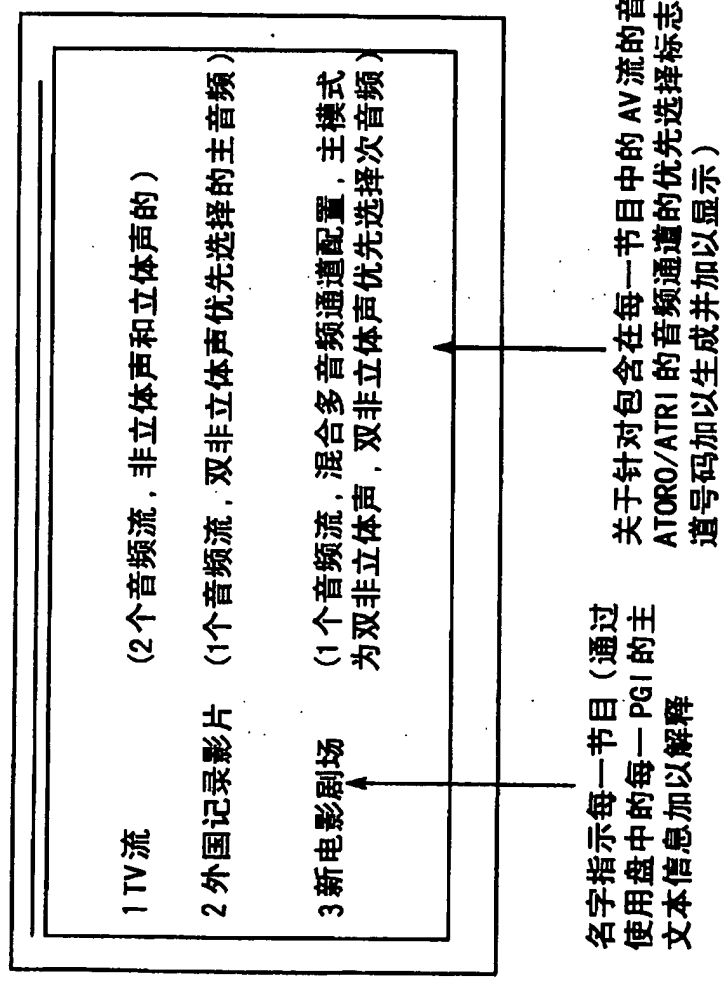 1 TV流
(2个音频流，非立体声和立体声的)
2 外国记录影片
(1个音频流，双非立体声优先选择的主音频)
3 新电影剧场
(1个音频流，混合多音频通道配置，主模式
为双非立体声，双非立体声优先选择次音频)
名字指示每一节目（通过
使用盘中的每一PGI的主
文本信息加以解释
关于针对包含在每一节目中的AV流的音
ATORO/ATRI的音频通道的优先选择标志
道号码加以生成并加以显示）